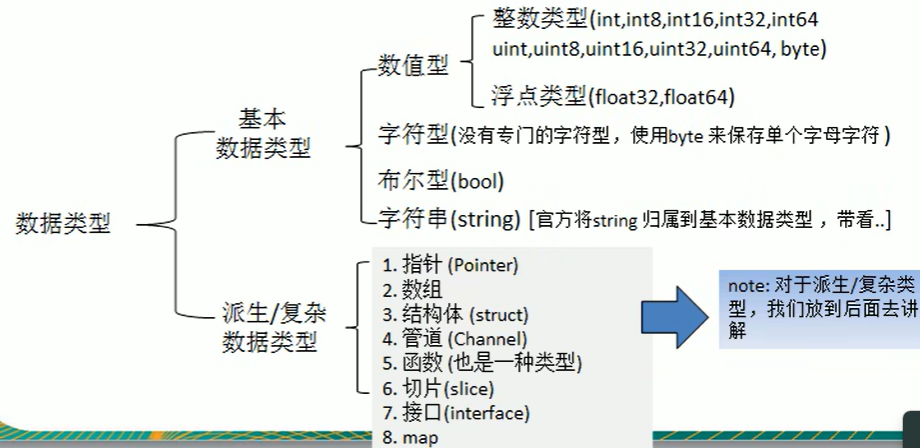 数据类型
基本
数据类型
数值型
整数类型(int,int8,int16,int32,int64
uint,uint8,uint16,uint32,uint64, byte)
浮点类型(float32,float64)
字符型(没有专门的字符型，使用byte 来保存单个字母字符 )
布尔型(bool)
字符串(string) [官方将string 归属到基本数据类型 ，带看..]
派生/复杂
数据类型
1. 指针 (Pointer)
2. 数组
3. 结构体 (struct)
4. 管道 (Channel)
5. 函数 (也是一种类型)
6. 切片(slice)
7. 接口(interface)
8. map
note: 对于派生/复杂类
型，我们放到后面去讲
解